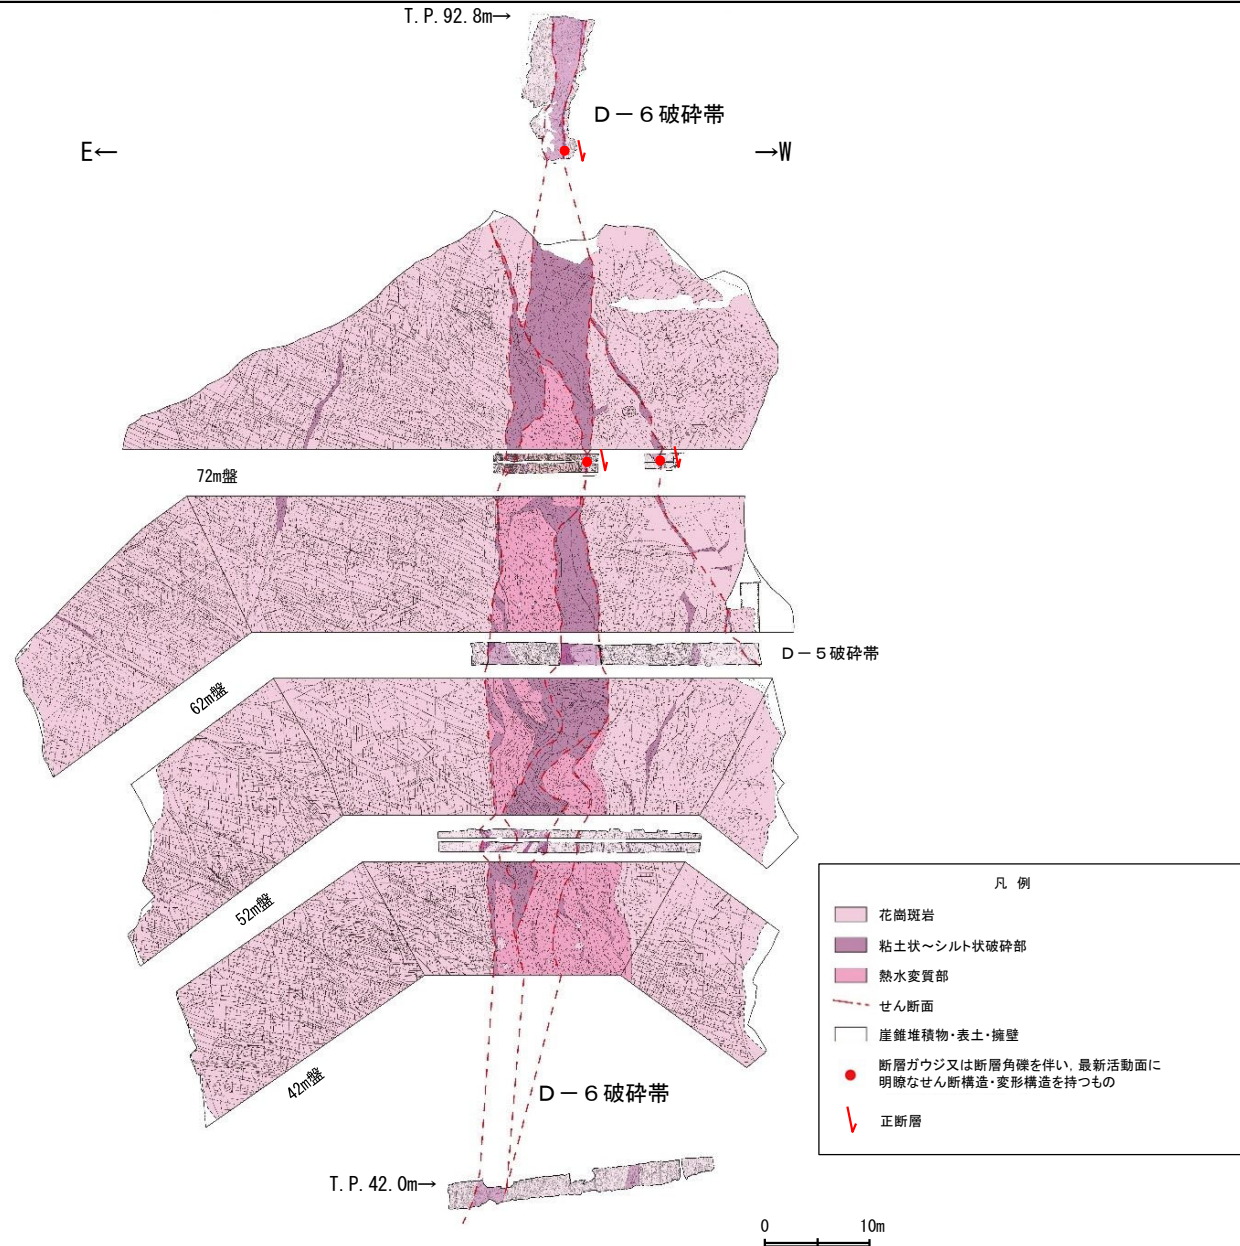 T.P.92.8m→
D-6破砕帯
E←
→W
72m盤
D-5破砕帯
62m盤
52m盤
42m盤
D-6破砕帯
T.P.42.0m→
凡 例
花崗斑岩
粘土状～シルト状破砕部
熱水変質部
せん断面
崖錐堆積物・表土・擁壁
断層ガウジ又は断層角礫を伴い,最新活動面に
明瞭なせん断構造・変形構造を持つもの
正断層
0 10m